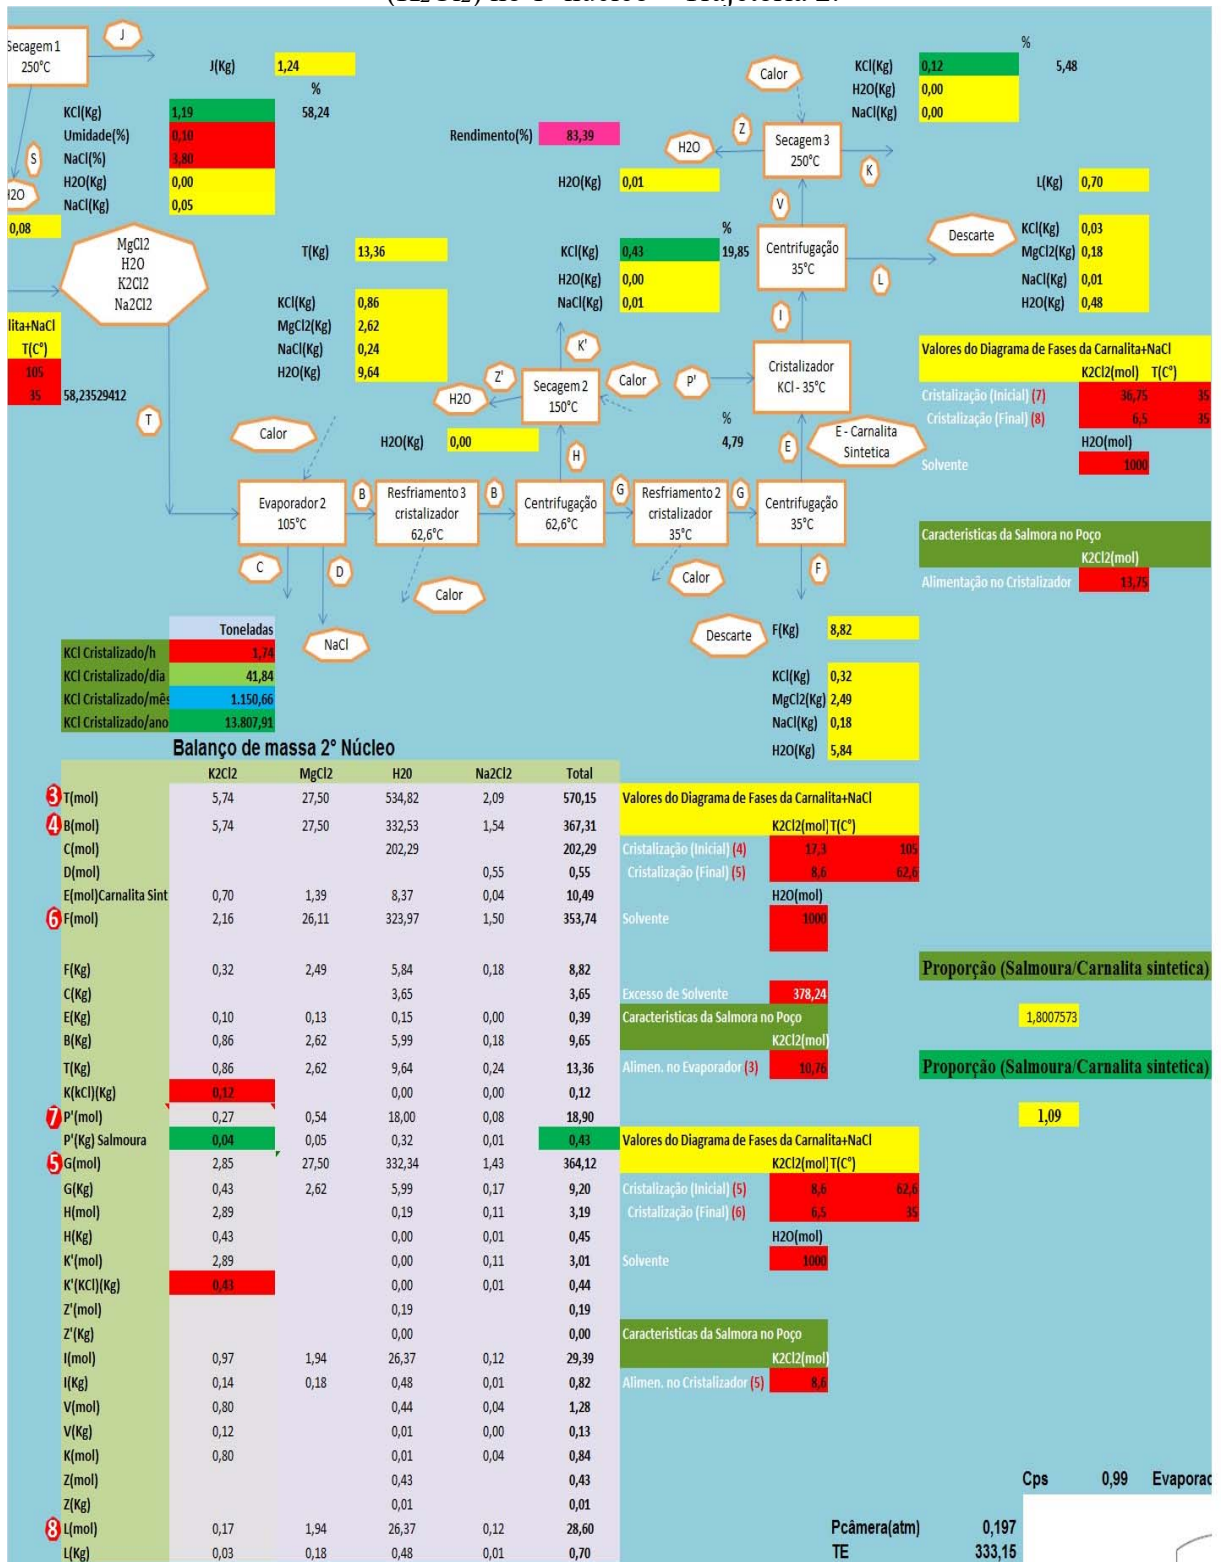 Secagem 1
250°C
J
J(Kg) 1,24
%
KCl(Kg) 1,19 58,24
Umidade(%) 0,10
NaCl(%) 3,80
H2O(Kg) 0,00
NaCl(Kg) 0,05
S
0,08
Rendimento(%) 83,39
%
Calor
KCl(Kg) 0,12 5,48
H2O(Kg) 0,00
NaCl(Kg) 0,00
H2O
Z
Secagem 3
250°C
K
H2O(Kg) 0,01
V
L(Kg) 0,70
MgCl2
H2O
K2Cl2
Na2Cl2
T(Kg) 13,36
KCl(Kg) 0,86
MgCl2(Kg) 2,62
NaCl(Kg) 0,24
H2O(Kg) 9,64
%
KCl(Kg) 0,43 19,85
H2O(Kg) 0,00
NaCl(Kg) 0,01
Centrifugação
35°C
L
Descarte
KCl(Kg) 0,03
MgCl2(Kg) 0,18
NaCl(Kg) 0,01
H2O(Kg) 0,48
I
lita+NaCl
T(C°)
105
35 58,23529412
T
K'
Z'
H2O
Secagem 2
150°C
Calor
P'
Cristalizador
KCl - 35°C
Valores do Diagrama de Fases da Carnalita+NaCl
K2Cl2(mol) T(C°)
Cristalização (Inicial) (7) 36,75 35
Cristalização (Final) (8) 6,5 35
H2O(mol)
Solvente 1000
Calor
H2O(Kg) 0,00
%
4,79
H
E
E - Carnalita
Sintetica
Evaporador 2
105°C
B
Resfriamento 3
cristalizador
62,6°C
B
Centrifugação
62,6°C
G
Resfriamento 2
cristalizador
35°C
G
Centrifugação
35°C
Caracteristicas da Salmora no Poço
K2Cl2(mol)
Alimentação no Cristalizador 13,75
C
D
Calor
Calor
F
NaCl
Descarte
F(Kg) 8,82
KCl(Kg) 0,32
MgCl2(Kg) 2,49
NaCl(Kg) 0,18
H2O(Kg) 5,84
Toneladas
KCl Cristalizado/h 1,74
KCl Cristalizado/dia 41,84
KCl Cristalizado/mês 1.150,66
KCl Cristalizado/ano 13.807,91
Balanço de massa 2° Núcleo
K2Cl2 MgCl2 H20 Na2Cl2 Total
3 T(mol) 5,74 27,50 534,82 2,09 570,15 Valores do Diagrama de Fases da Carnalita+NaCl
4 B(mol) 5,74 27,50 332,53 1,54 367,31 K2Cl2(mol) T(C°)
C(mol) 202,29 202,29 Cristalização (Inicial) (4) 17,3 105
D(mol) 0,55 0,55 Cristalização (Final) (5) 8,6 62,6
E(mol)Carnalita Sint 0,70 1,39 8,37 0,04 10,49 H2O(mol)
6 F(mol) 2,16 26,11 323,97 1,50 353,74 Solvente 1000
F(Kg) 0,32 2,49 5,84 0,18 8,82 Proporção (Salmoura/Carnalita sintetica)
C(Kg) 3,65 3,65 Excesso de Solvente 378,24
E(Kg) 0,10 0,13 0,15 0,00 0,39 Caracteristicas da Salmora no Poço 1,8007573
B(Kg) 0,86 2,62 5,99 0,18 9,65 K2Cl2(mol)
T(Kg) 0,86 2,62 9,64 0,24 13,36 Alimen. no Evaporador (3) 10,76 Proporção (Salmoura/Carnalita sintetica)
K(kCl)(Kg) 0,12 0,00 0,00 0,12
7 P'(mol) 0,27 0,54 18,00 0,08 18,90 1,09
P'(Kg) Salmoura 0,04 0,05 0,32 0,01 0,43 Valores do Diagrama de Fases da Carnalita+NaCl
5 G(mol) 2,85 27,50 332,34 1,43 364,12 K2Cl2(mol) T(C°)
G(Kg) 0,43 2,62 5,99 0,17 9,20 Cristalização (Inicial) (5) 8,6 62,6
H(mol) 2,89 0,19 0,11 3,19 Cristalização (Final) (6) 6,5 35
H(Kg) 0,43 0,00 0,01 0,45 H2O(mol)
K'(mol) 2,89 0,00 0,11 3,01 Solvente 1000
K'(KCl)(Kg) 0,43 0,00 0,01 0,44
Z'(mol) 0,19 0,19
Z'(Kg) 0,00 0,00 Caracteristicas da Salmora no Poço
I(mol) 0,97 1,94 26,37 0,12 29,39 K2Cl2(mol)
I(Kg) 0,14 0,18 0,48 0,01 0,82 Alimen. no Cristalizador (5) 8,6
V(mol) 0,80 0,44 0,04 1,28
V(Kg) 0,12 0,01 0,00 0,13
K(mol) 0,80 0,01 0,04 0,84
Z(mol) 0,43 0,43 Cps 0,99 Evaporad
Z(Kg) 0,01 0,01
8 L(mol) 0,17 1,94 26,37 0,12 28,60 Pcâmera(atm) 0,197
L(Kg) 0,03 0,18 0,48 0,01 0,70 TE 333,15